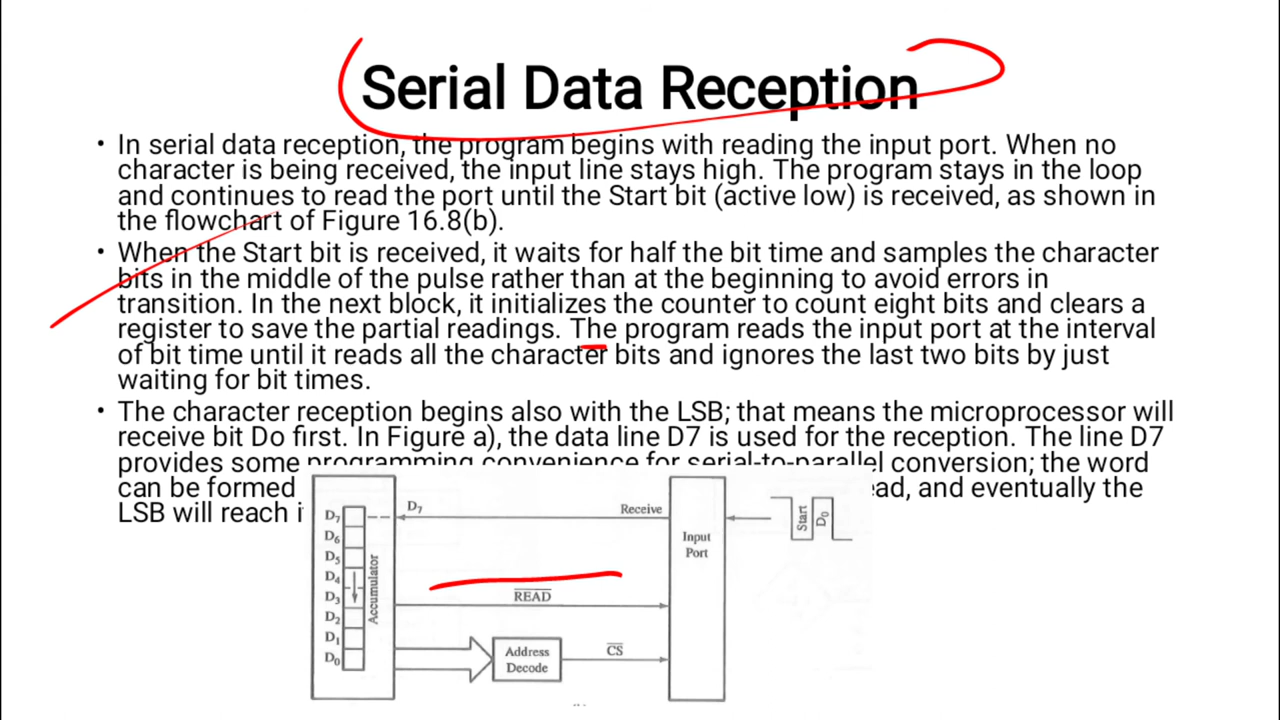 Serial Data Reception
• In serial data reception, the program begins with reading the input port. When no
character is being received, the input line stays high. The program stays in the loop
and continues to read the port until the Start bit (active low) is received, as shown in
the flowchart of Figure 16.8(b).
• When the Start bit is received, it waits for half the bit time and samples the character
bits in the middle of the pulse rather than at the beginning to avoid errors in
transition. In the next block, it initializes the counter to count eight bits and clears a
register to save the partial readings. The program reads the input port at the interval
of bit time until it reads all the character bits and ignores the last two bits by just
waiting for bit times.
• The character reception begins also with the LSB; that means the microprocessor will
receive bit Do first. In Figure a), the data line D7 is used for the reception. The line D7
provides some programming convenience for serial-to-parallel conversion; the word
can be formed ead, and eventually the
LSB will reach i
D7
D6
D5
D4
D3
D2
D1
D0
Accumulator
D7
Receive
READ
Address
Decode
CS
Input
Port
Start
D0